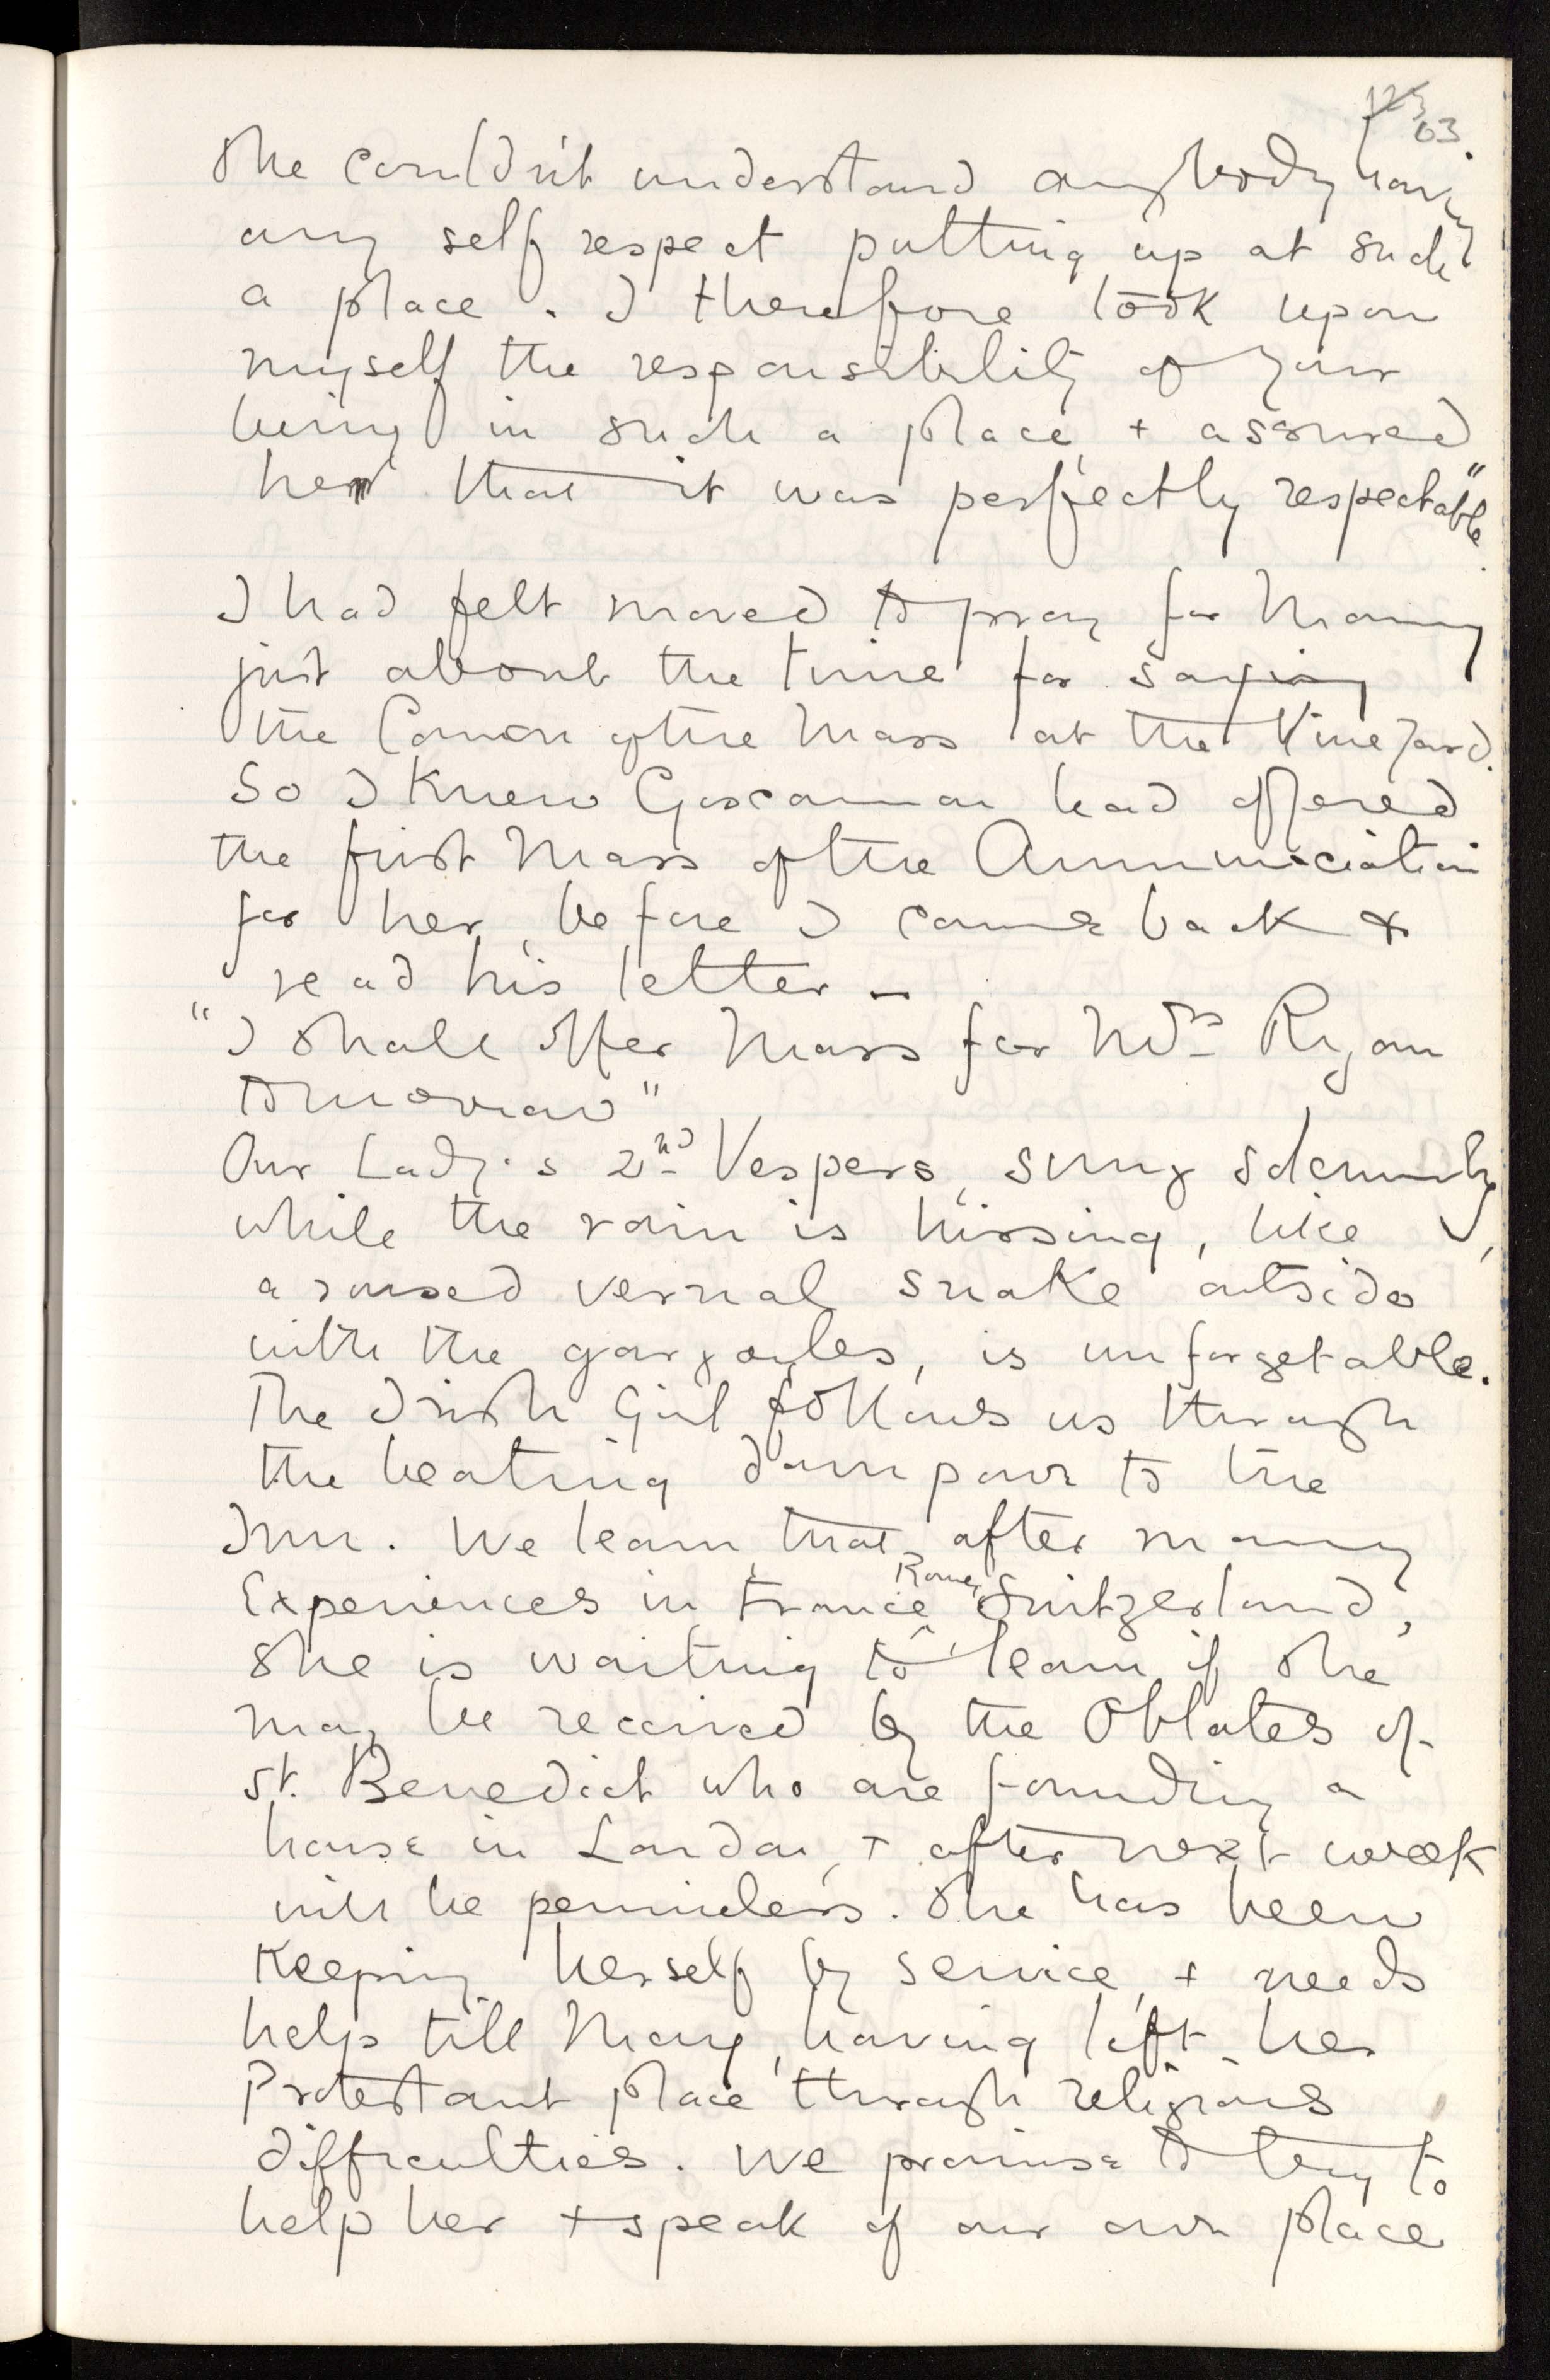 123
63
She couldn't understand anybody having
any self respect putting up at such
a place. I therefore took upon
myself the responsibility of your
being in such a place, + assured
her that it was perfectly respectable."
I had felt moved to pray for
just about the time for saying
the Canon of the Mass at the Vineyard.
So I knew Goscannon had offered
the first Mass of the Annunciation
for her, before I came back &
read his letter –
"I shall offer Mass for Mrs Ryan
tomorrow"
Our Lady's 2nd Vespers, sung solemnly,
while the rain is hissing, like
a roused vernal snake outside
with the gargoiles, is unforgetable.
The Irish Girl follows us through
the beating downpour to the
Inn. We learn that, after many
Experiences in France, Rome, Switzerland,
she is waiting to learn if she
may be received by the Oblates of
St. Benedict who are founding a
house in London, + after next week
will be penniless. She has been
Keeping herself by service, + needs
help till May, having left her
Protestant place through religious
difficulties. We promise to try to
help her + speak of our own place